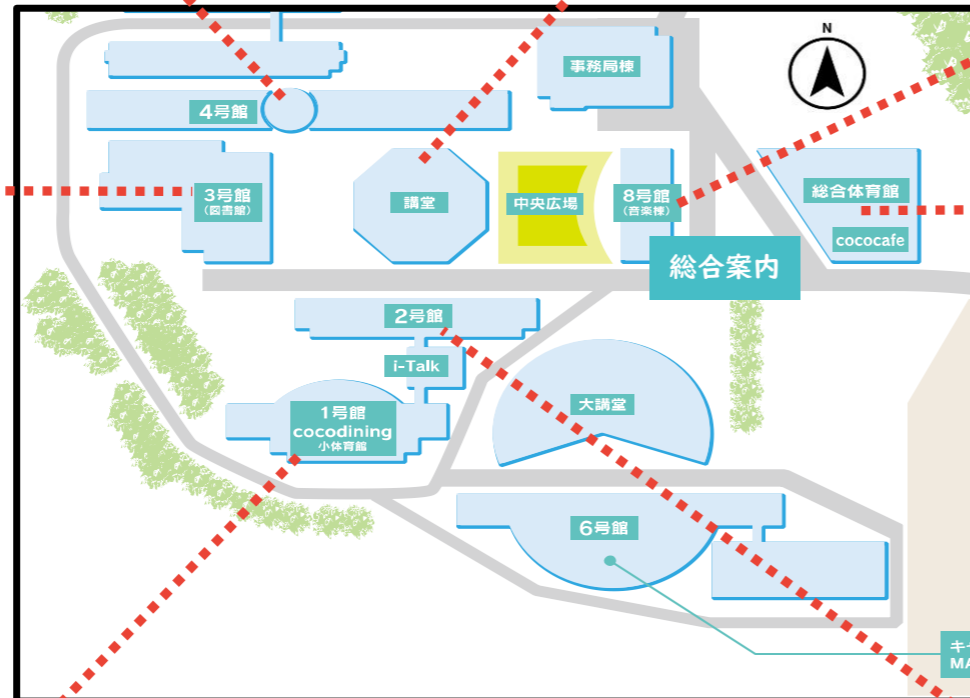 N
事務局棟
4号館
3号館
(図書館)
講堂
中央広場
8号館
(音楽棟)
総合体育館
cococafe
総合案内
2号館
i-Talk
1号館
cocodining
小体育館
大講堂
6号館
キ
MA